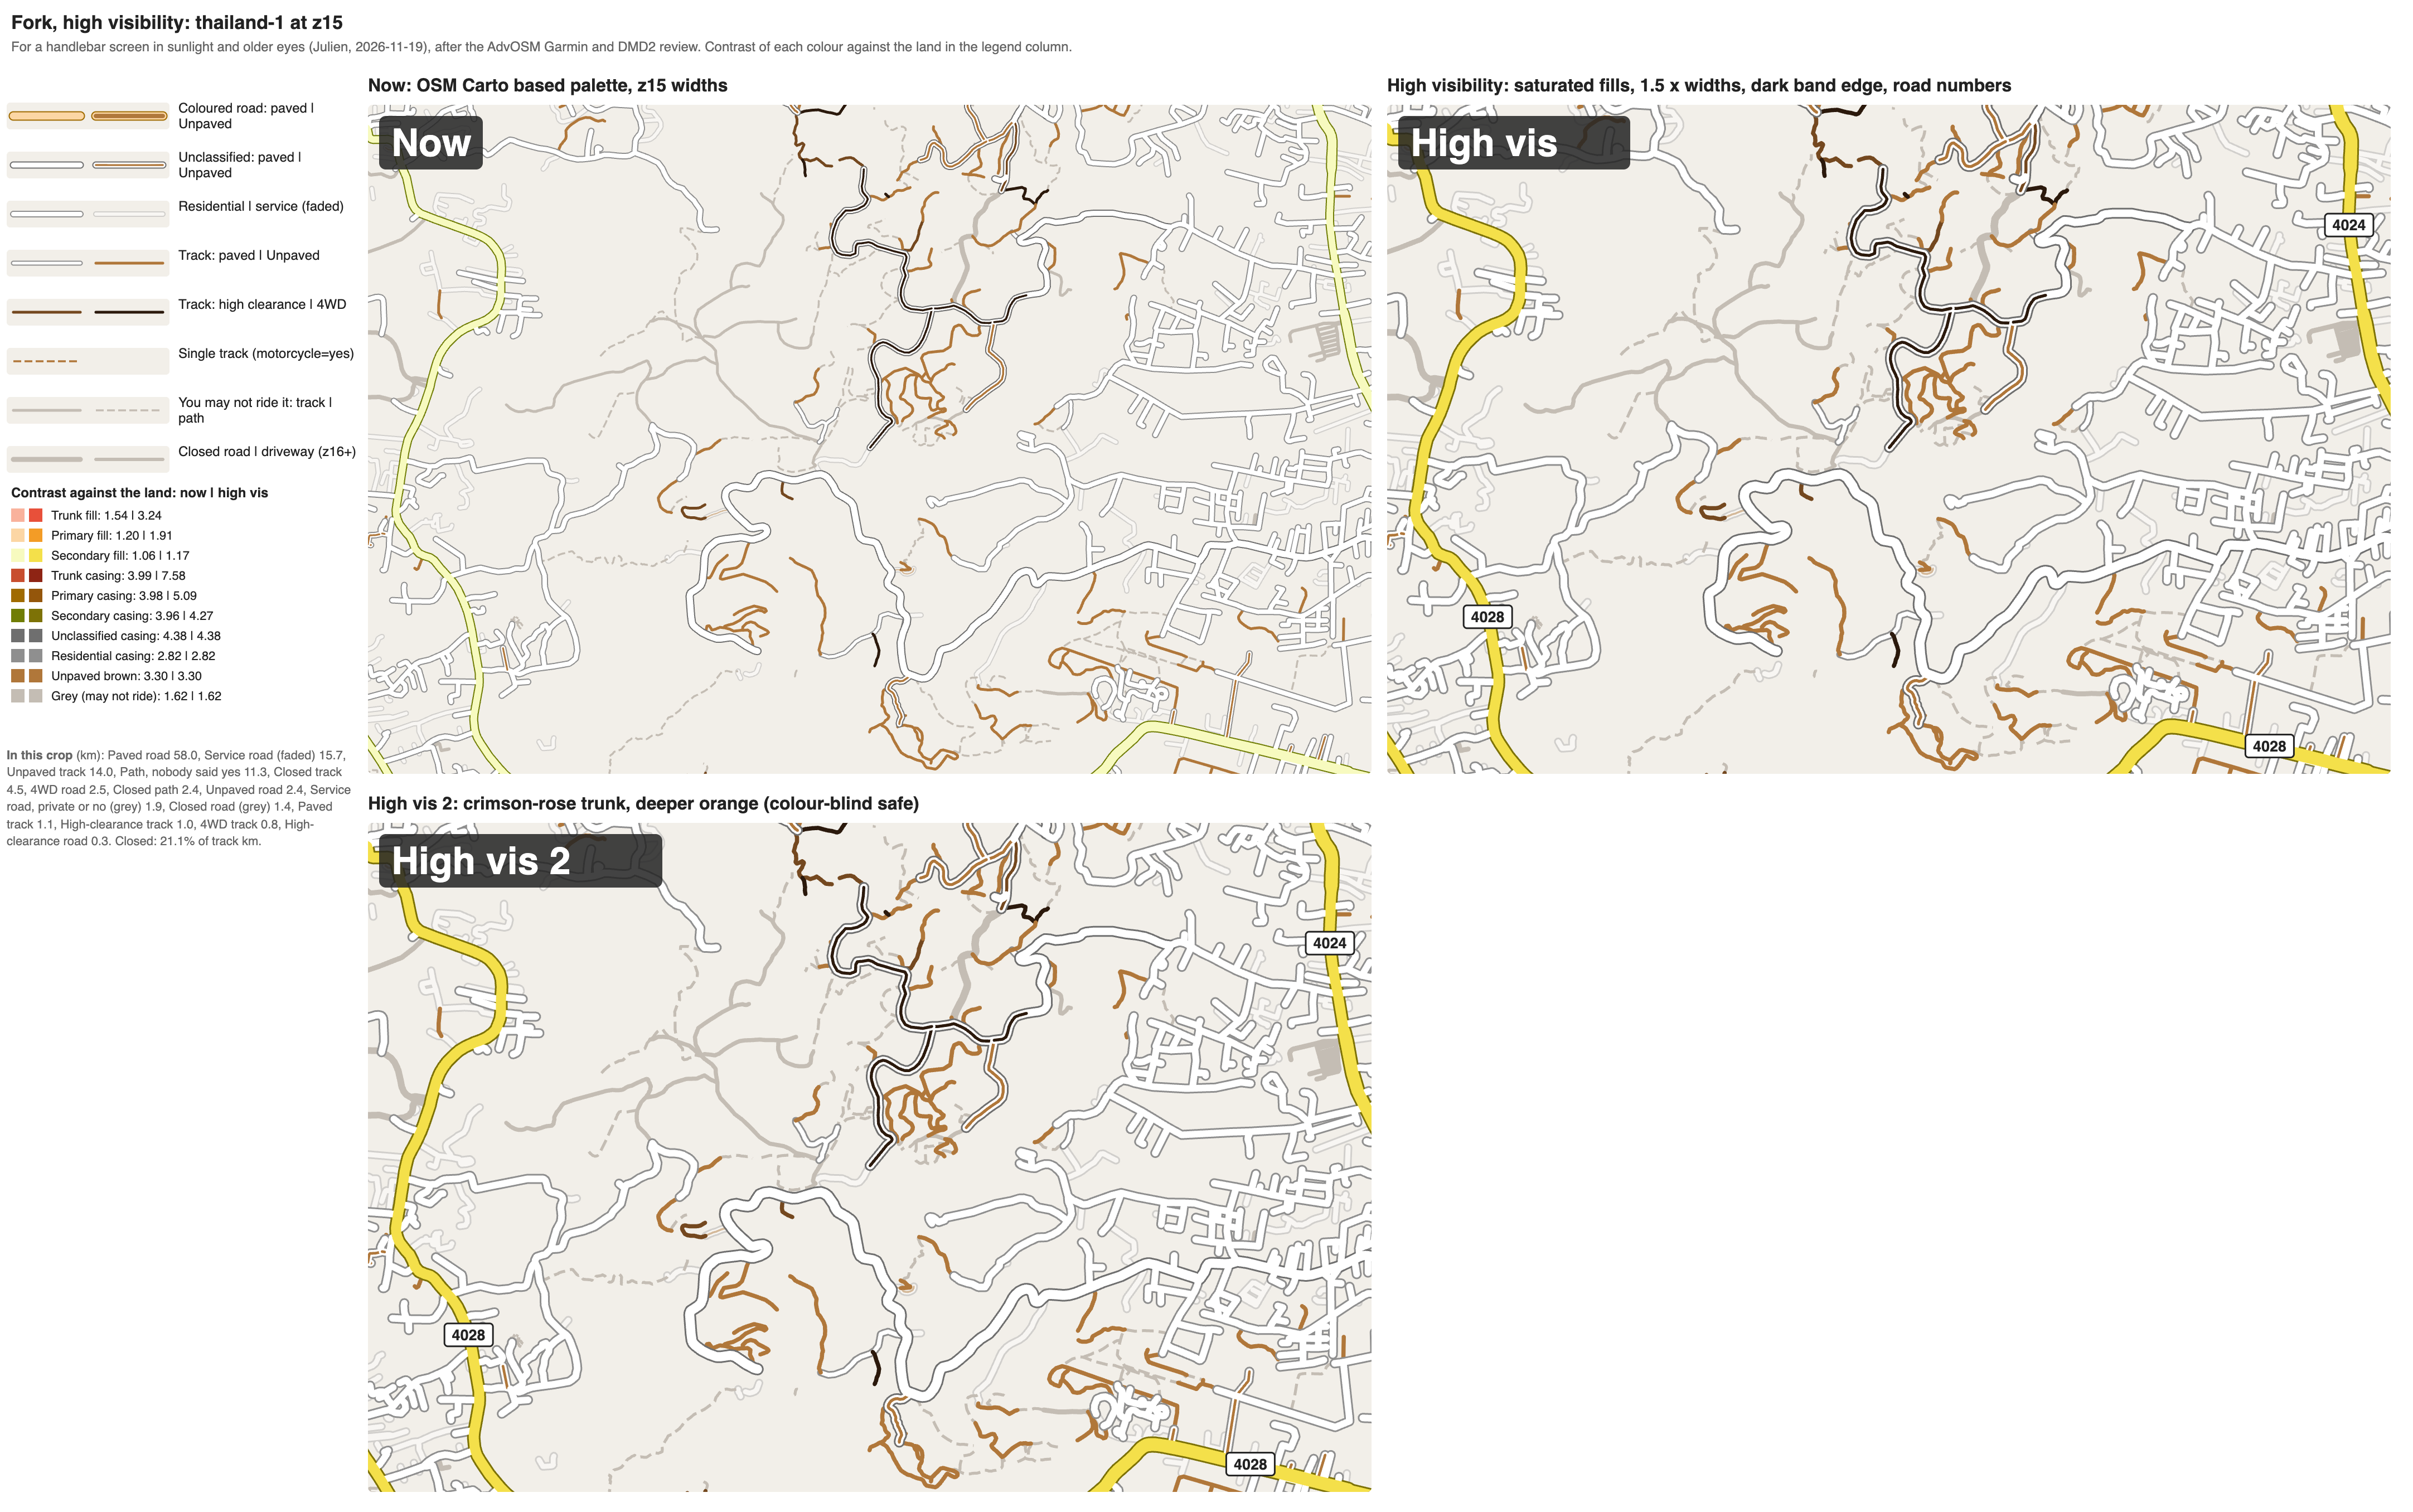 Fork, high visibility: thailand-1 at z15
For a handlebar screen in sunlight and older eyes (Julien, 2026-11-19), after the AdvOSM Garmin and DMD2 review. Contrast of each colour against the land in the legend column.
Coloured road: paved |
Unpaved
Unclassified: paved |
Unpaved
Residential | service (faded)
Track: paved | Unpaved
Track: high clearance | 4WD
Single track (motorcycle=yes)
You may not ride it: track |
path
Closed road | driveway (z16+)
Contrast against the land: now | high vis
Trunk fill: 1.54 | 3.24
Primary fill: 1.20 | 1.91
Secondary fill: 1.06 | 1.17
Trunk casing: 3.99 | 7.58
Primary casing: 3.98 | 5.09
Secondary casing: 3.96 | 4.27
Unclassified casing: 4.38 | 4.38
Residential casing: 2.82 | 2.82
Unpaved brown: 3.30 | 3.30
Grey (may not ride): 1.62 | 1.62
In this crop (km): Paved road 58.0, Service road (faded) 15.7,
Unpaved track 14.0, Path, nobody said yes 11.3, Closed track
4.5, 4WD road 2.5, Closed path 2.4, Unpaved road 2.4, Service
road, private or no (grey) 1.9, Closed road (grey) 1.4, Paved
track 1.1, High-clearance track 1.0, 4WD track 0.8, High-
clearance road 0.3. Closed: 21.1% of track km.
Now: OSM Carto based palette, z15 widths
Now
High visibility: saturated fills, 1.5 x widths, dark band edge, road numbers
High vis
4024
4028
4028
High vis 2: crimson-rose trunk, deeper orange (colour-blind safe)
High vis 2
4024
4028
4028